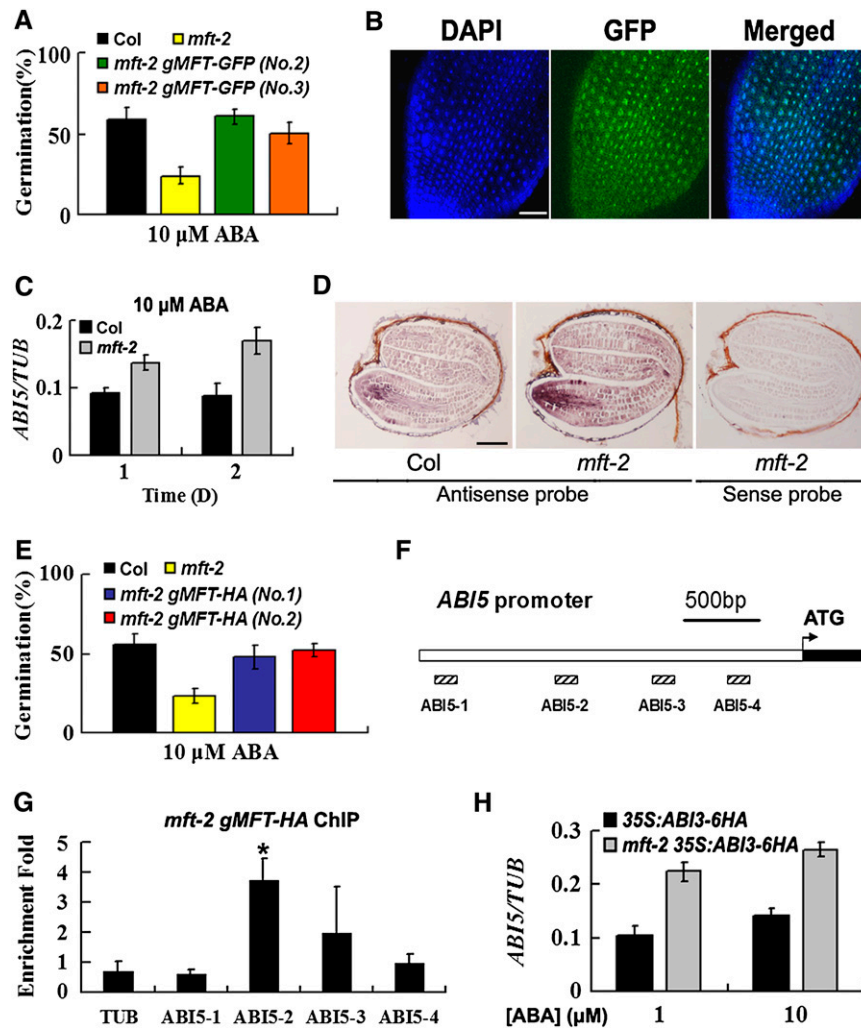 A
Col
mft-2
mft-2 gMFT-GFP (No.2)
mft-2 gMFT-GFP (No.3)
Germination(%)
100
50
0
10 µM ABA
B
DAPI
GFP
Merged
C
10 µM ABA
Col
mft-2
ABI5/TUB
0.2
0.1
0
1
2
Time (D)
D
Col
mft-2
mft-2
Antisense probe
Sense probe
E
Col
mft-2
mft-2 gMFT-HA (No.1)
mft-2 gMFT-HA (No.2)
Germination(%)
100
50
0
10 µM ABA
F
ABI5 promoter
500bp
ATG
ABI5-1
ABI5-2
ABI5-3
ABI5-4
G
mft-2 gMFT-HA ChIP
Enrichment Fold
5
4
3
2
1
0
*
TUB
ABI5-1
ABI5-2
ABI5-3
ABI5-4
H
35S:ABI3-6HA
mft-2 35S:ABI3-6HA
ABI5/TUB
0.3
0.2
0.1
0
[ABA] (µM)
1
10